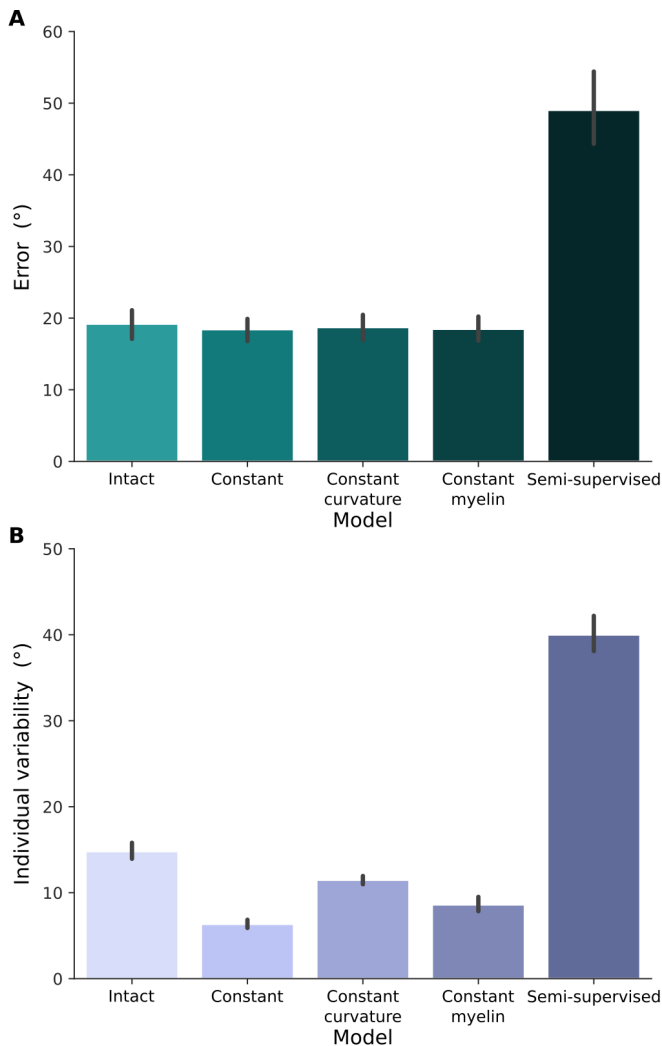 A
60
50
40
30
20
10
0
Error (°)
Intact
Constant
Constant
curvature
Constant
myelin
Semi-supervised
Model
B
50
40
30
20
10
0
Individual variability (°)
Intact
Constant
Constant
curvature
Constant
myelin
Semi-supervised
Model